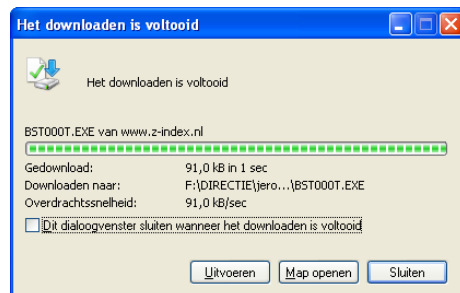 Het downloaden is voltooid
Het downloaden is voltooid
BST000T.EXE van www.z-index.nl
Gedownload: 91,0 kB in 1 sec
Downloaden naar: F:\DIRECTIE\jero...\BST000T.EXE
Overdrachtssnelheid: 91,0 kB/sec
Dit dialoogvenster sluiten wanneer het downloaden is voltooid
Uitvoeren Map openen Sluiten